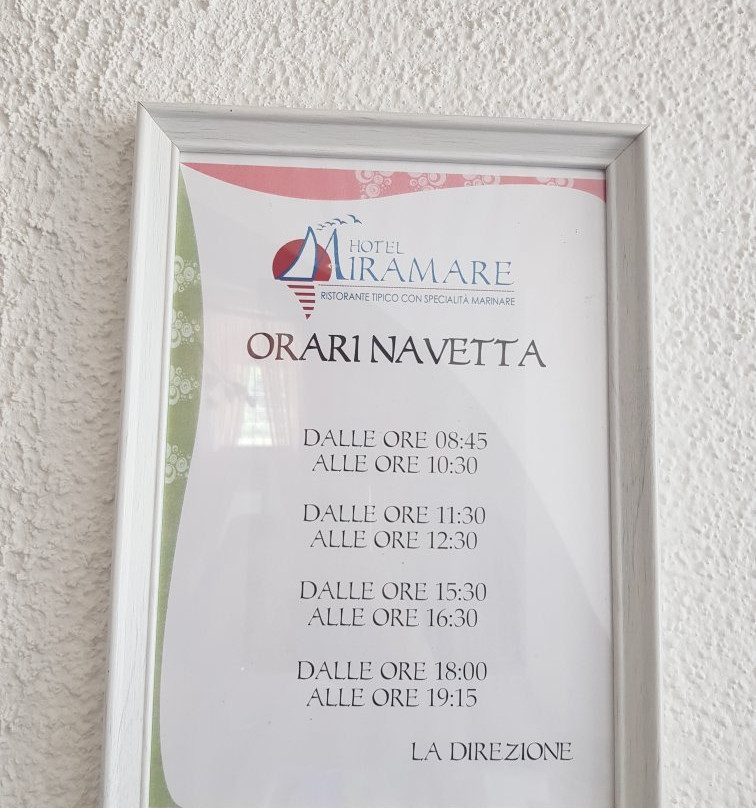 HOTEL
MIRAMARE
RISTORANTE TIPICO CON SPECIALITÀ MARINARE
ORARI NAVETTA
DALLE ORE 08:45
ALLE ORE 10:30
DALLE ORE 11:30
ALLE ORE 12:30
DALLE ORE 15:30
ALLE ORE 16:30
DALLE ORE 18:00
ALLE ORE 19:15
LA DIREZIONE